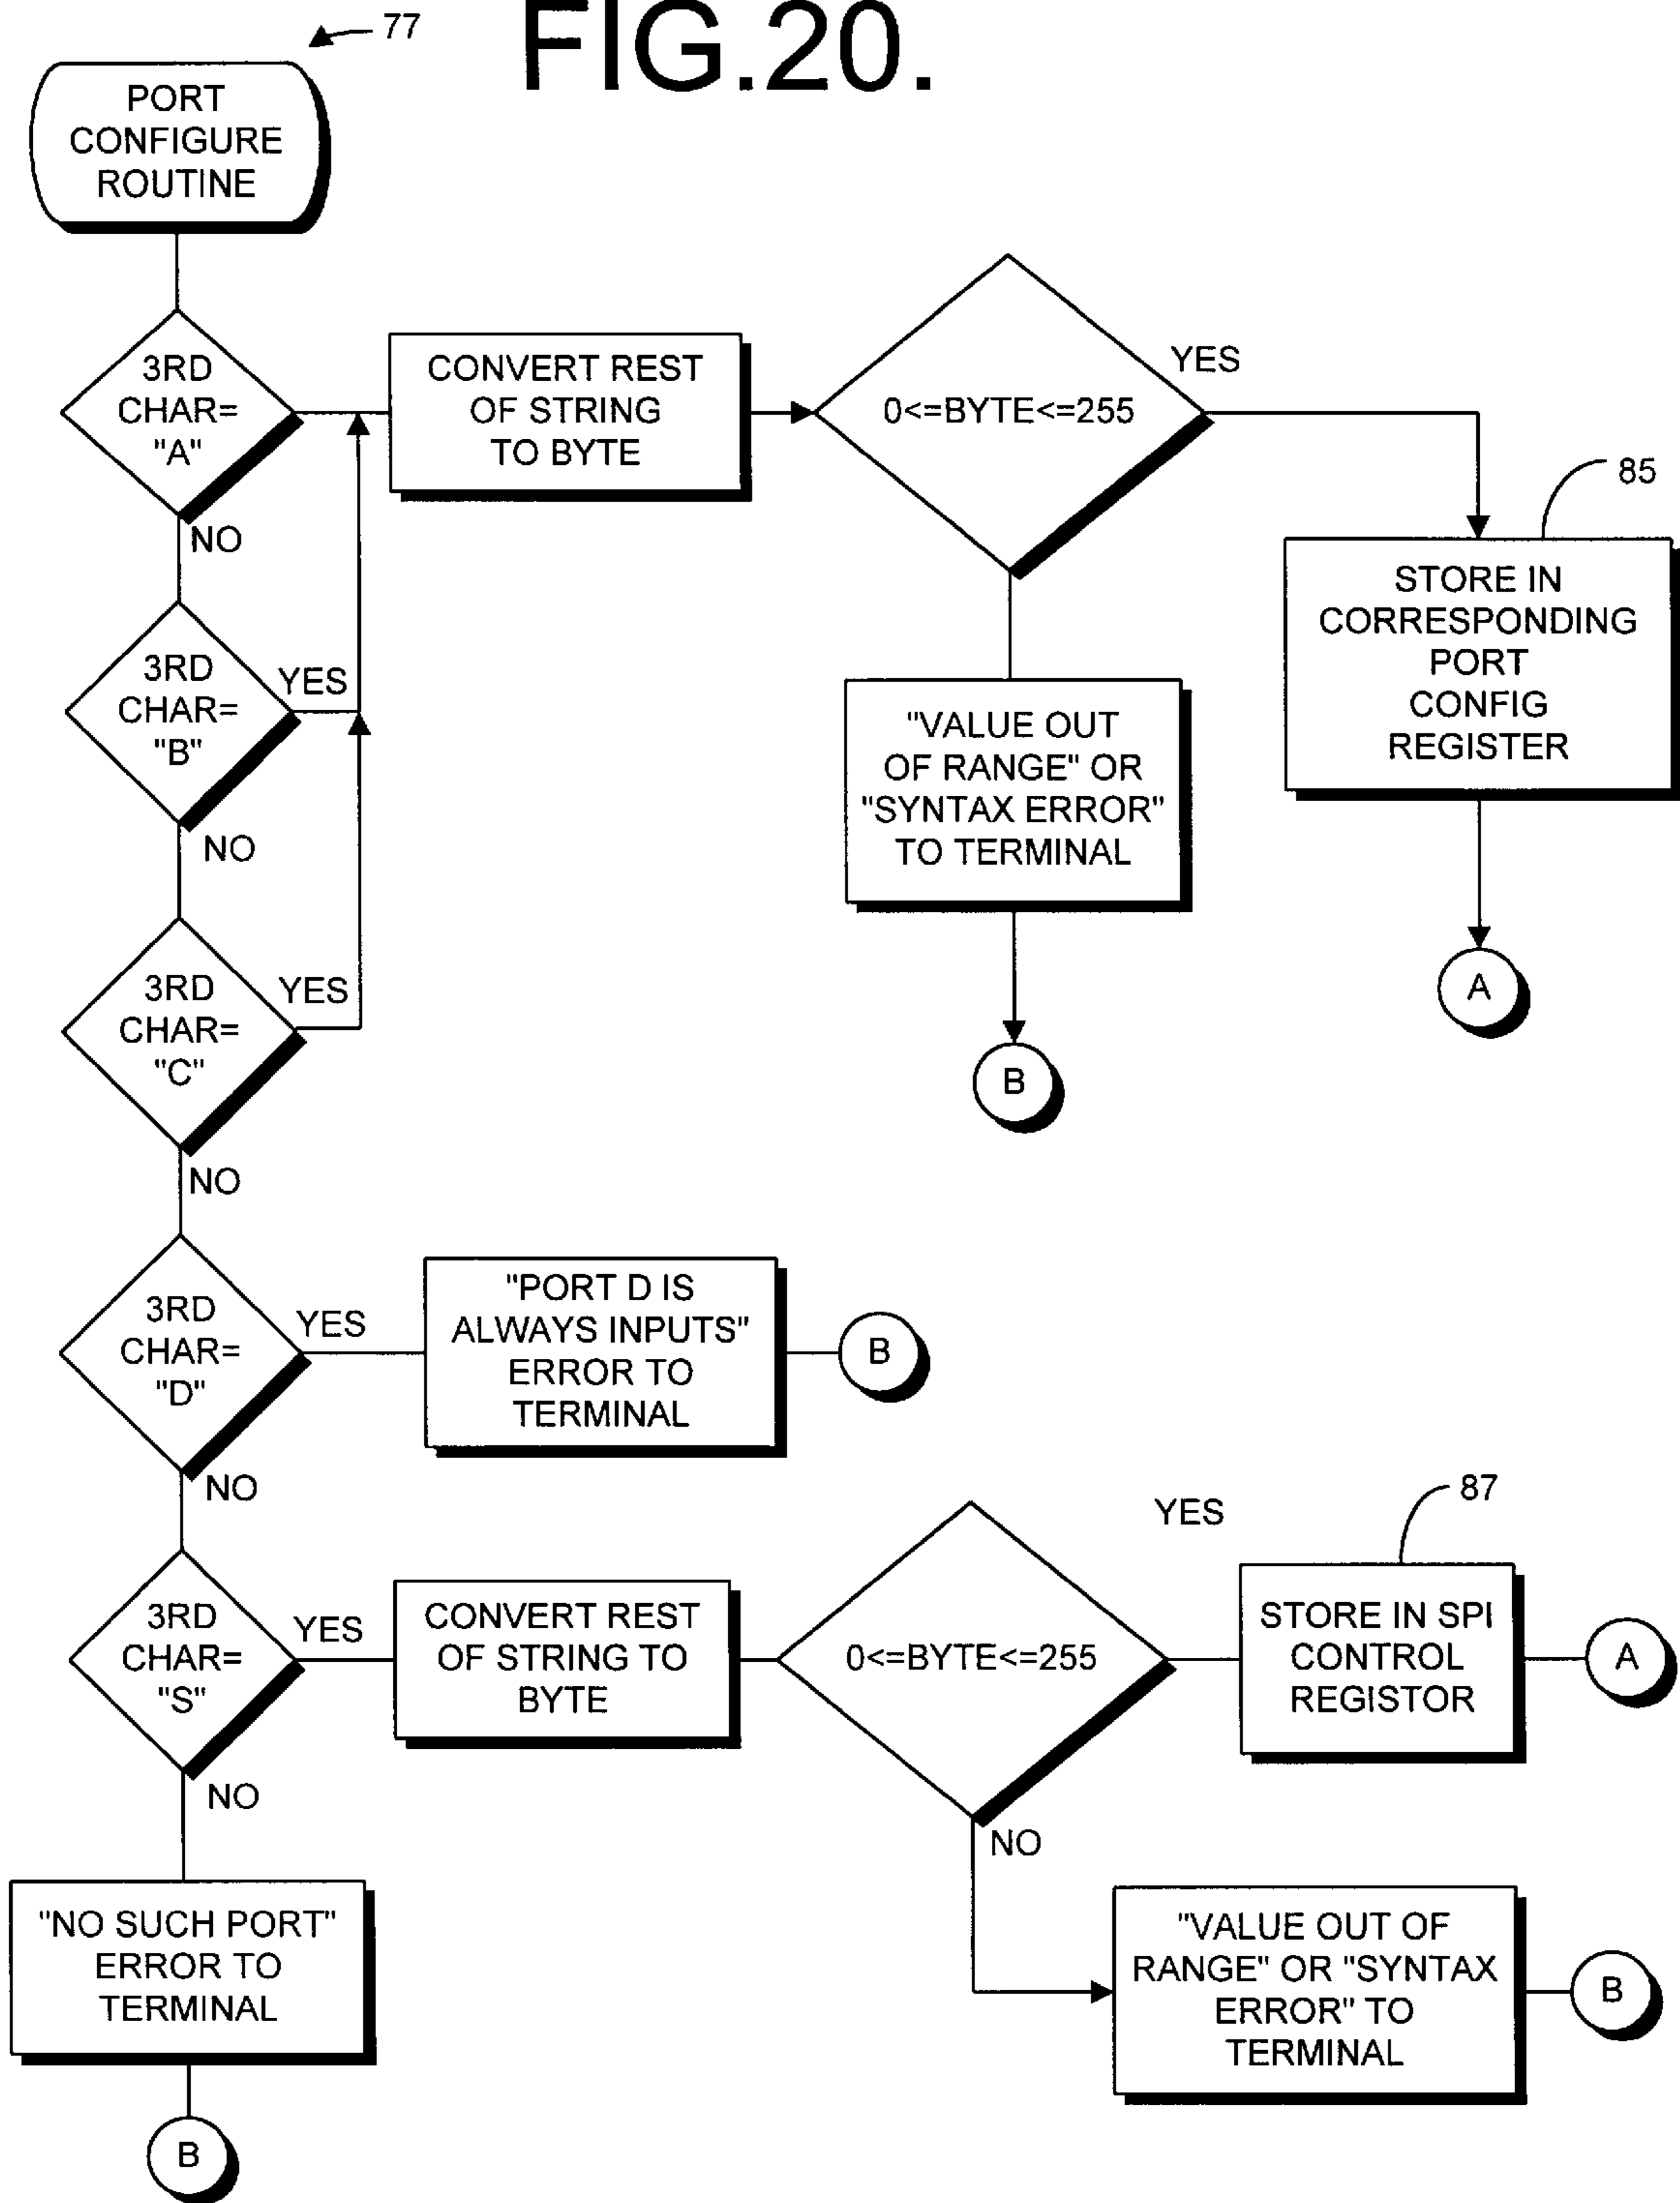 FIG.20.
77
PORT
CONFIGURE
ROUTINE
3RD
CHAR=
"A"
NO
CONVERT REST
OF STRING
TO BYTE
0<=BYTE<=255
YES
85
STORE IN
CORRESPONDING
PORT
CONFIG
REGISTER
A
"VALUE OUT
OF RANGE" OR
"SYNTAX ERROR"
TO TERMINAL
B
3RD
CHAR=
"B"
YES
NO
3RD
CHAR=
"C"
YES
NO
3RD
CHAR=
"D"
YES
NO
"PORT D IS
ALWAYS INPUTS"
ERROR TO
TERMINAL
B
3RD
CHAR=
"S"
YES
NO
CONVERT REST
OF STRING TO
BYTE
0<=BYTE<=255
YES
87
STORE IN SPI
CONTROL
REGISTOR
A
NO
"VALUE OUT OF
RANGE" OR "SYNTAX
ERROR" TO
TERMINAL
B
"NO SUCH PORT"
ERROR TO
TERMINAL
B